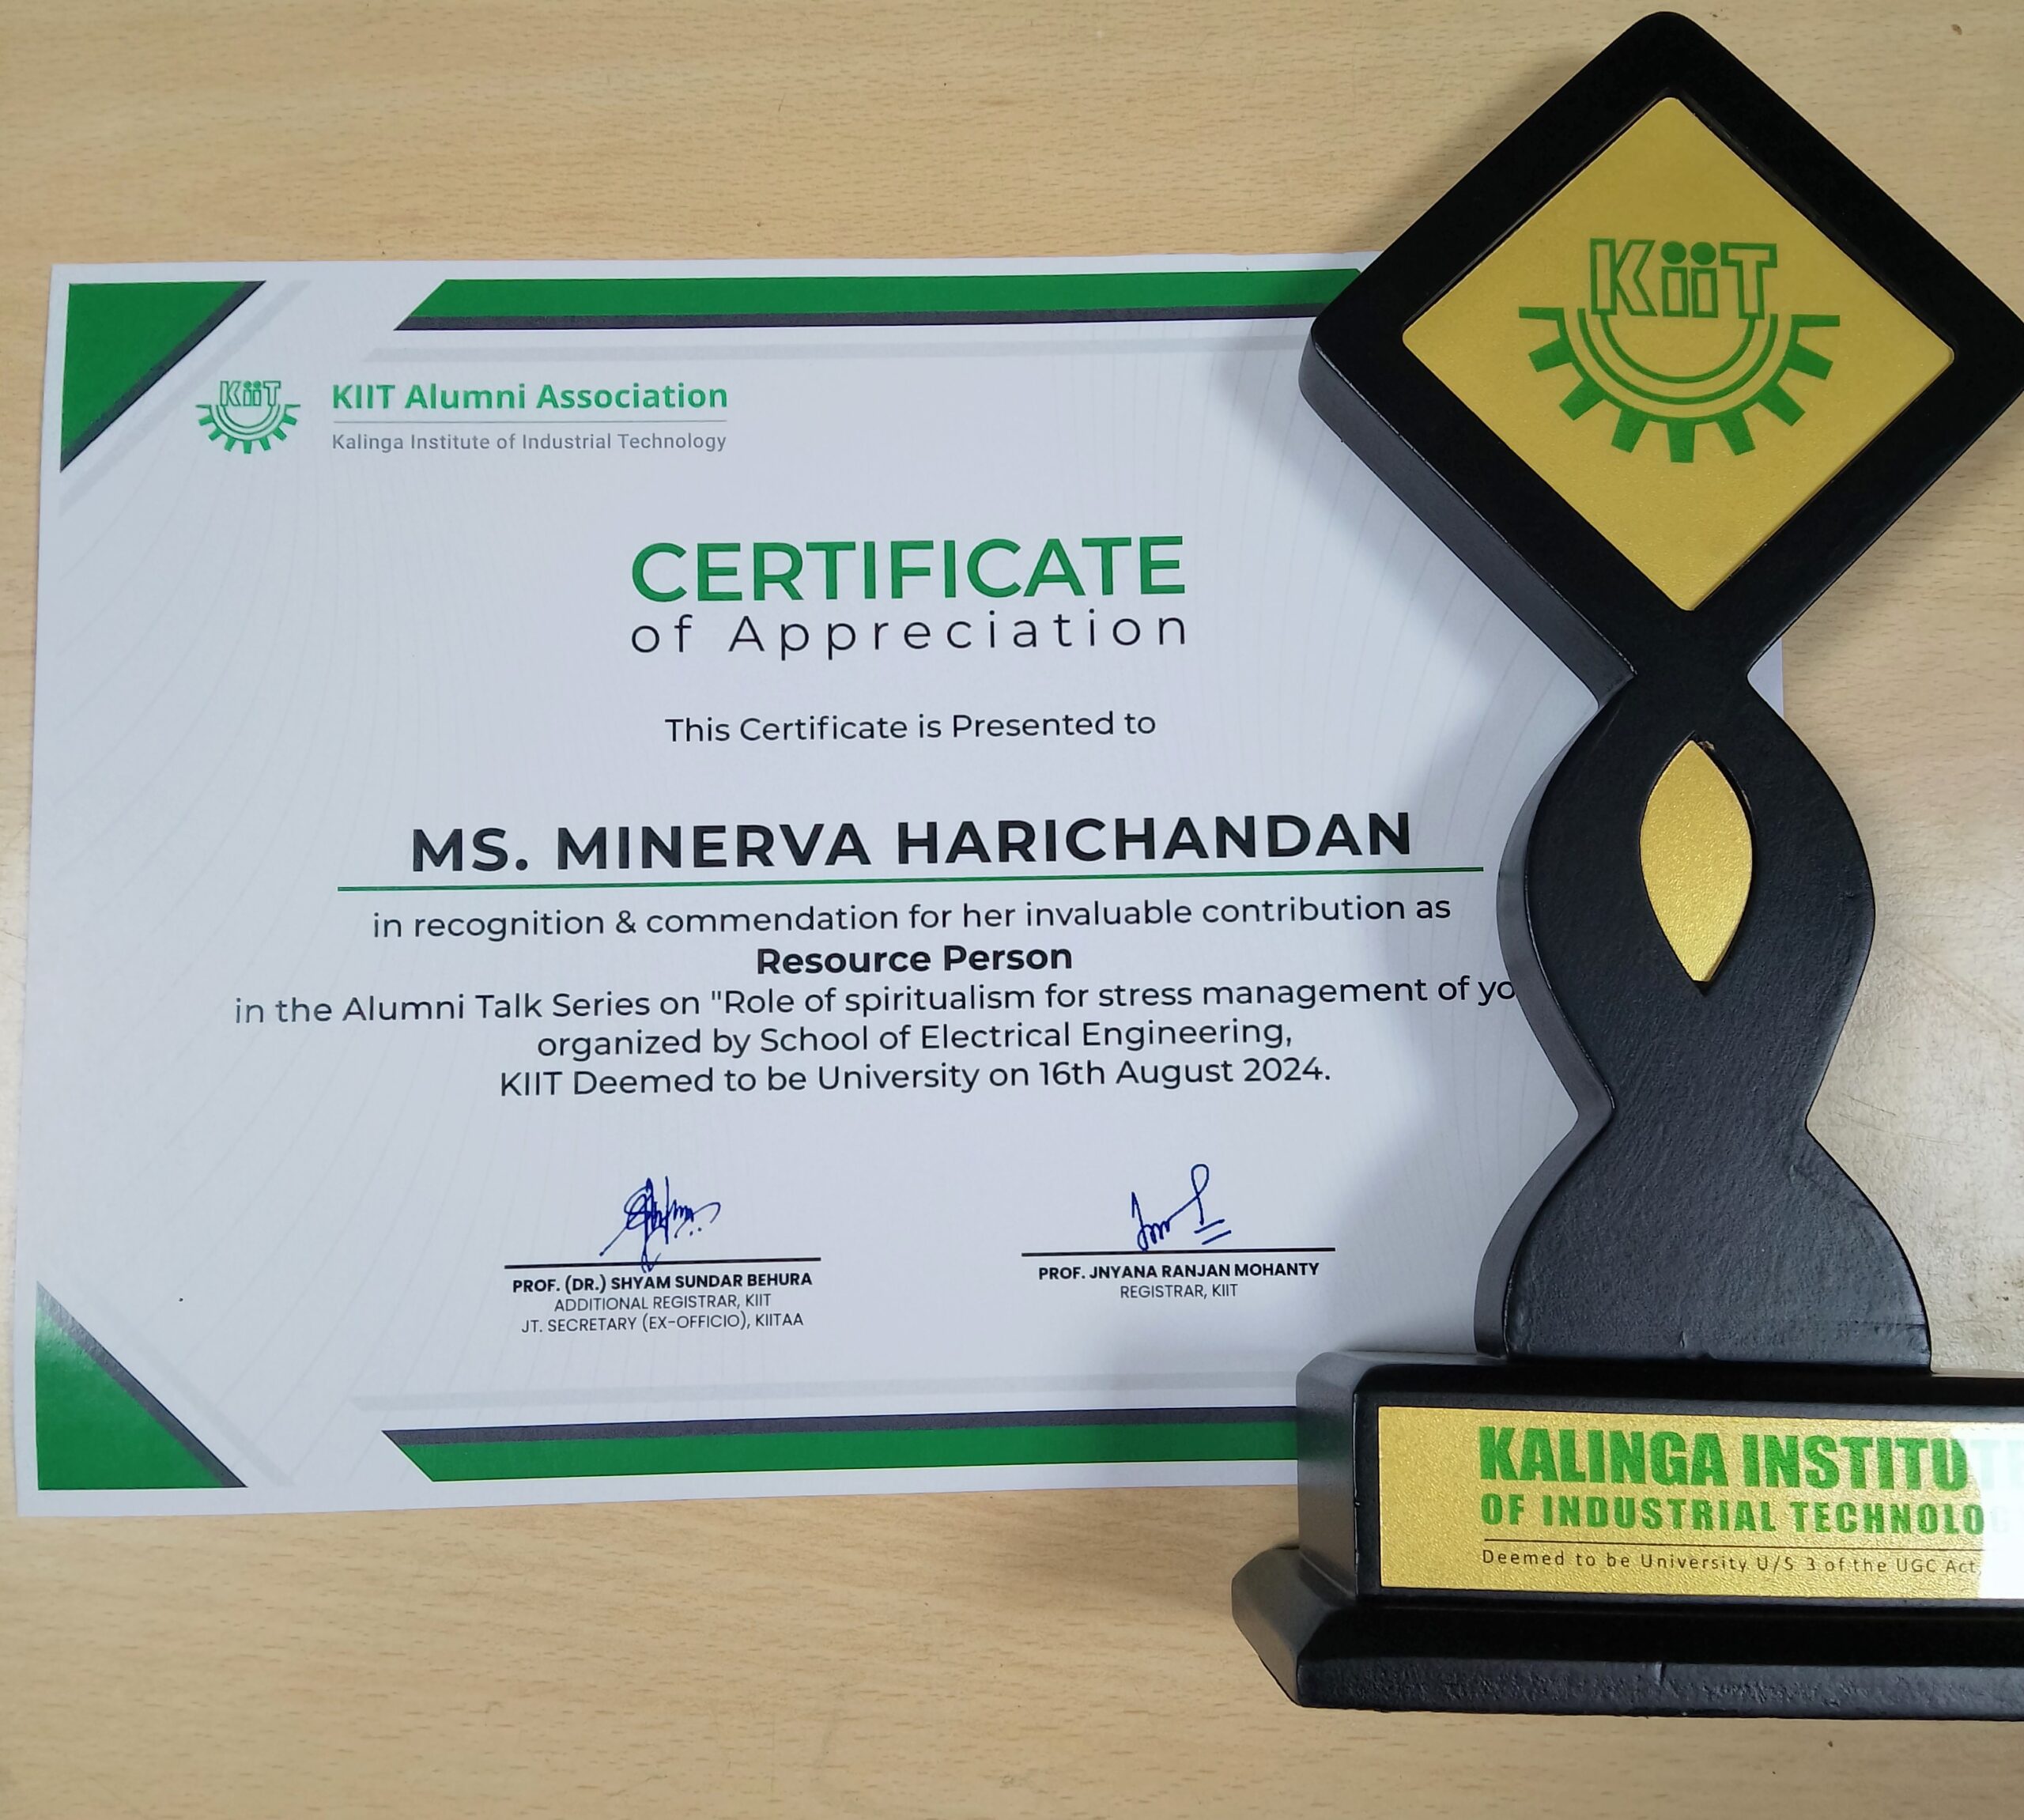 KiiT
KIIT Alumni Association
Kalinga Institute of Industrial Technology
CERTIFICATE
of Appreciation
This Certificate is Presented to
MS. MINERVA HARICHANDAN
in recognition & commendation for her invaluable contribution as
Resource Person
in the Alumni Talk Series on "Role of spiritualism for stress management of
organized by School of Electrical Engineering,
KIIT Deemed to be University on 16th August 2024.
PROF. (DR.) SHYAM SUNDAR BEHURA
ADDITIONAL REGISTRAR, KIIT
JT. SECRETARY (EX-OFFICIO), KIITAA
PROF. JNYANA RANJAN MOHANTY
REGISTRAR, KIIT
KiiT
KALINGA INSTITUTE
OF INDUSTRIAL TECHNOLO
Deemed to be University U/S 3 of the UGC Act